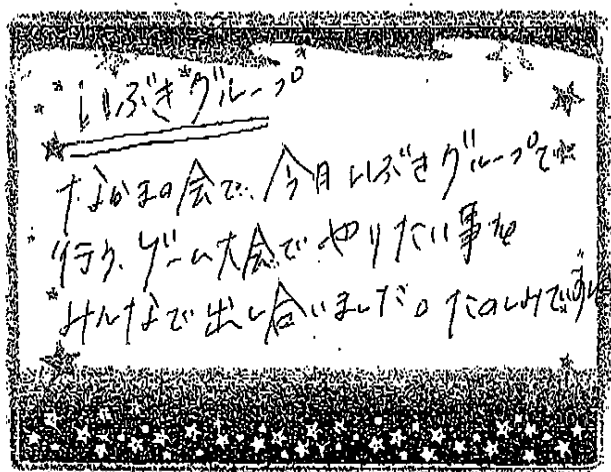 いぶきグループ
なかまの会で、今月いぶきグループで
行う、ゲーム大会でやりたい事を
みんなで出し合いました。たのしみです。